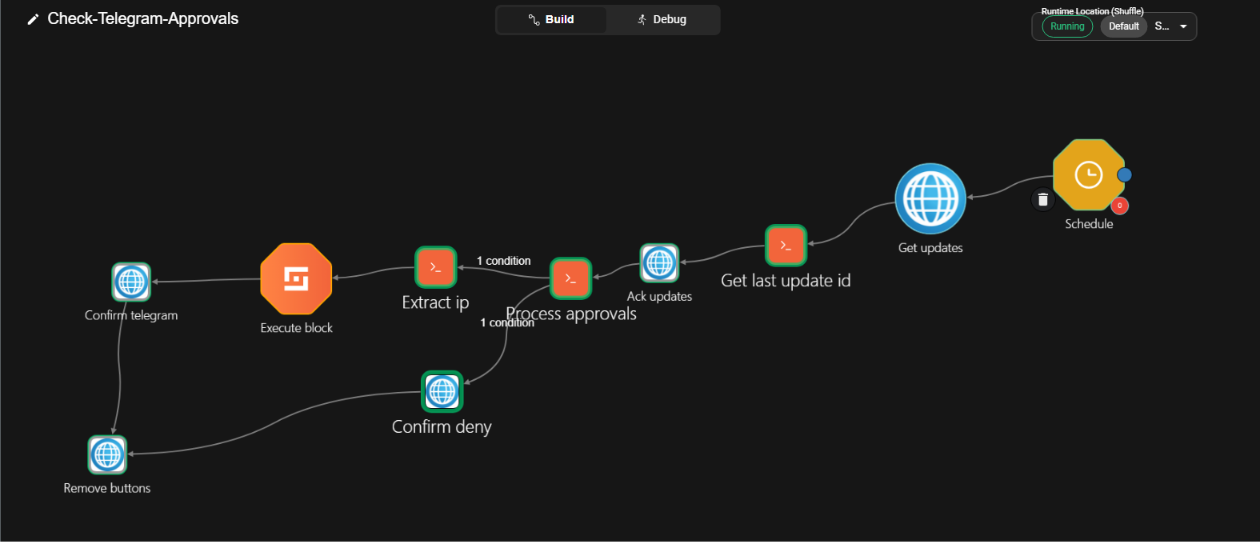 Check-Telegram-Approvals
Build
Debug
Runtime Location (Shuffle)
Running
Default
S...
Schedule
0
Get updates
>_
Get last update id
Ack updates
>_
Process approvals
1 condition
1 condition
>_
Extract ip
Execute block
Confirm telegram
Confirm deny
Remove buttons